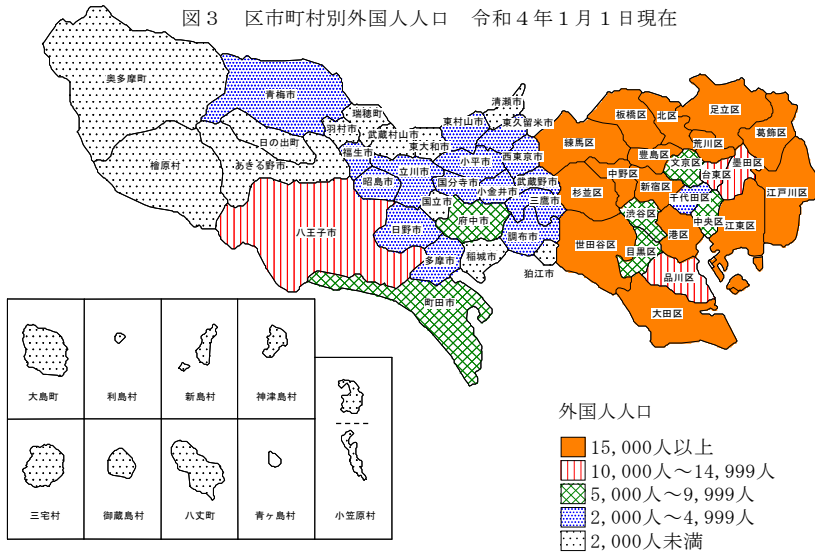 図３　区市町村別外国人人口　令和４年１月１日現在
奥多摩町
青梅市
檜原村
日の出町
あきる野市
瑞穂町
羽村市
福生市
武蔵村山市
東大和市
東村山市
清瀬市
東久留米市
昭島市
立川市
小平市
西東京市
国分寺市
小金井市
武蔵野市
三鷹市
国立市
府中市
八王子市
日野市
多摩市
稲城市
調布市
狛江市
町田市
練馬区
板橋区
北区
足立区
葛飾区
荒川区
豊島区
文京区
台東区
墨田区
江戸川区
中野区
杉並区
新宿区
千代田区
渋谷区
中央区
江東区
港区
世田谷区
目黒区
品川区
大田区
大島町
利島村
新島村
神津島村
三宅村
御蔵島村
八丈町
青ヶ島村
小笠原村
外国人人口
15,000人以上
10,000人～14,999人
5,000人～9,999人
2,000人～4,999人
2,000人未満